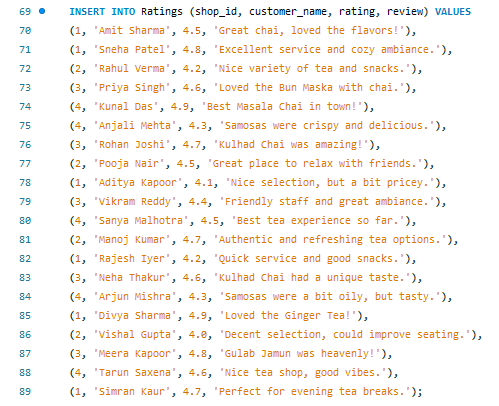 69 INSERT INTO Ratings (shop_id, customer_name, rating, review) VALUES
70 (1, 'Amit Sharma', 4.5, 'Great chai, loved the flavors!'),
71 (1, 'Sneha Patel', 4.8, 'Excellent service and cozy ambiance.'),
72 (2, 'Rahul Verma', 4.2, 'Nice variety of tea and snacks.'),
73 (3, 'Priya Singh', 4.6, 'Loved the Bun Maska with chai.'),
74 (4, 'Kunal Das', 4.9, 'Best Masala Chai in town!'),
75 (4, 'Anjali Mehta', 4.3, 'Samosas were crispy and delicious.'),
76 (3, 'Rohan Joshi', 4.7, 'Kulhad Chai was amazing!'),
77 (2, 'Pooja Nair', 4.5, 'Great place to relax with friends.'),
78 (1, 'Aditya Kapoor', 4.1, 'Nice selection, but a bit pricey.'),
79 (3, 'Vikram Reddy', 4.4, 'Friendly staff and great ambiance.'),
80 (4, 'Sanya Malhotra', 4.5, 'Best tea experience so far.'),
81 (2, 'Manoj Kumar', 4.7, 'Authentic and refreshing tea options.'),
82 (1, 'Rajesh Iyer', 4.2, 'Quick service and good snacks.'),
83 (3, 'Neha Thakur', 4.6, 'Kulhad Chai had a unique taste.'),
84 (4, 'Arjun Mishra', 4.3, 'Samosas were a bit oily, but tasty.'),
85 (1, 'Divya Sharma', 4.9, 'Loved the Ginger Tea!'),
86 (2, 'Vishal Gupta', 4.0, 'Decent selection, could improve seating.'),
87 (3, 'Meera Kapoor', 4.8, 'Gulab Jamun was heavenly!'),
88 (4, 'Tarun Saxena', 4.6, 'Nice tea shop, good vibes.'),
89 (1, 'Simran Kaur', 4.7, 'Perfect for evening tea breaks.');